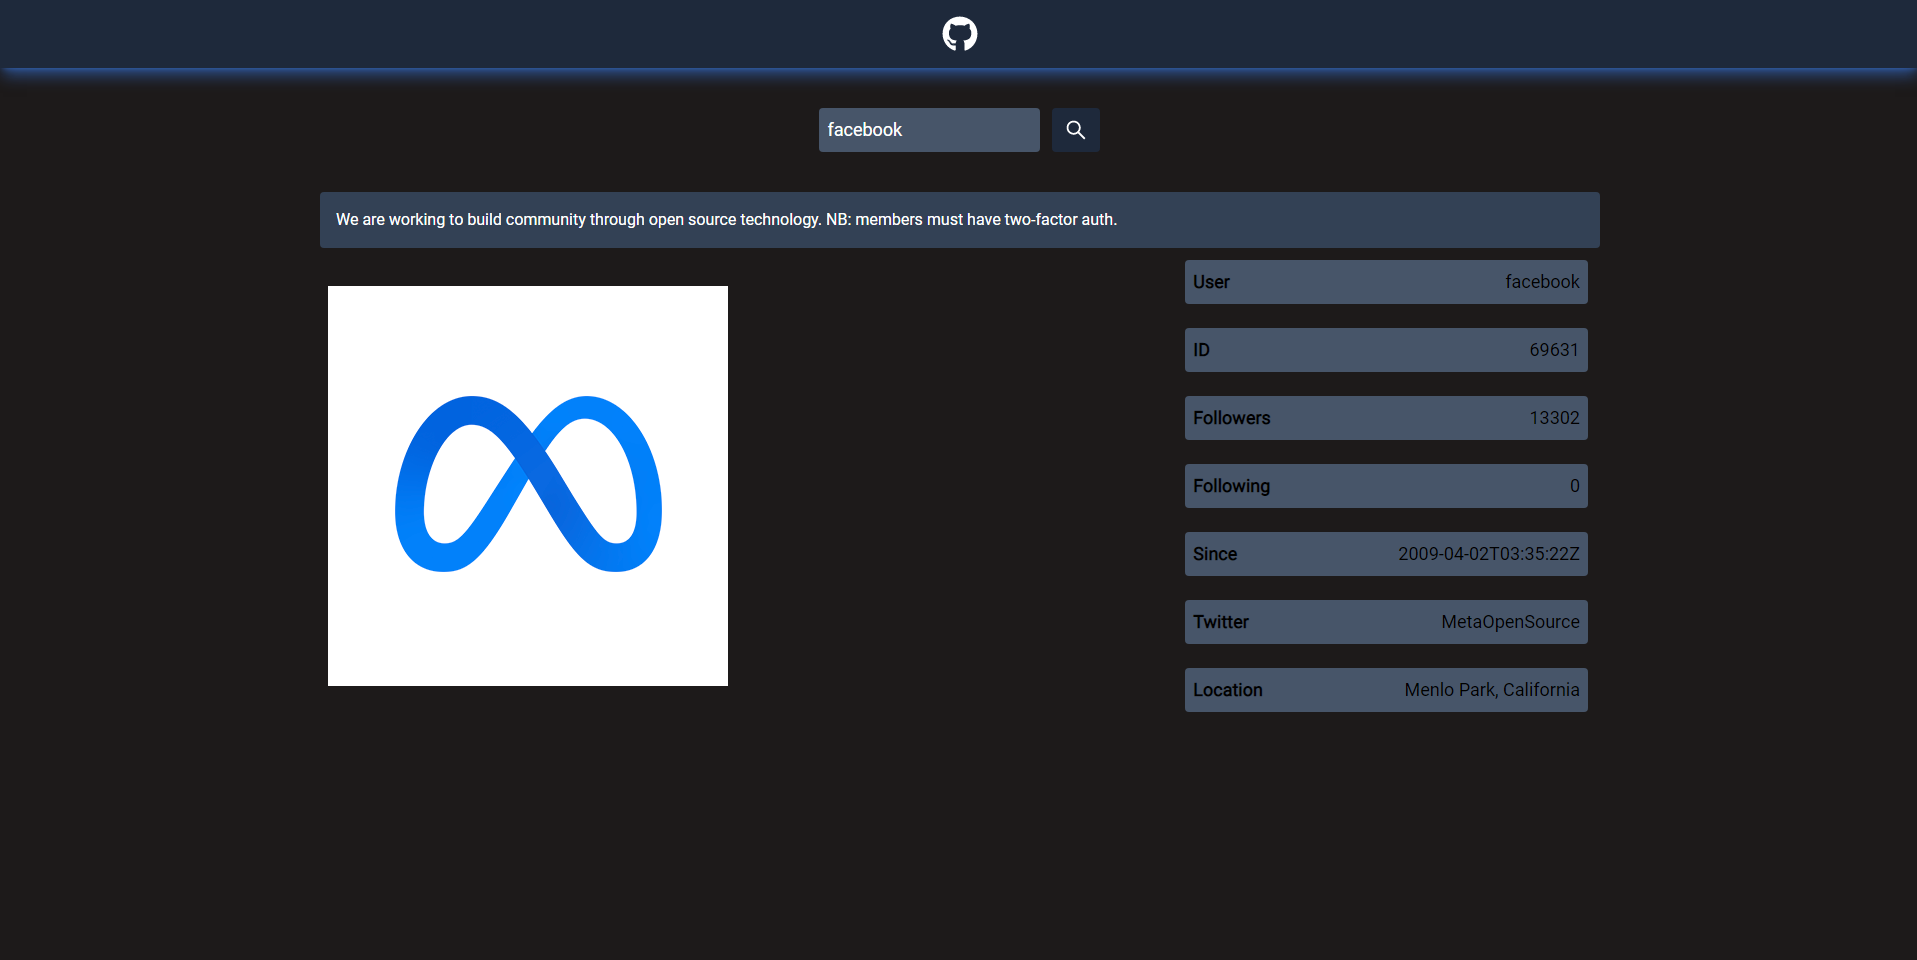 facebook
We are working to build community through open source technology. NB: members must have two-factor auth.
User facebook
ID 69631
Followers 13302
Following 0
Since 2009-04-02T03:35:22Z
Twitter MetaOpenSource
Location Menlo Park, California